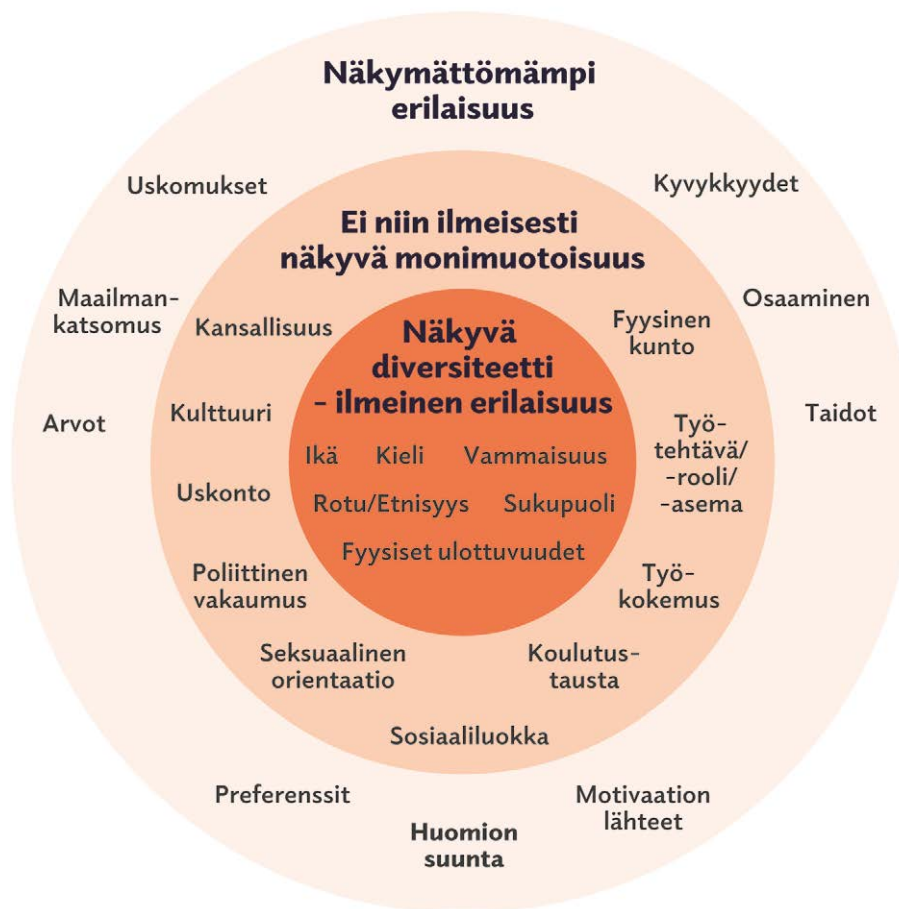 Näkymättömämpi
erilaisuus
Uskomukset
Kyvykkyydet
Maailman-
katsomus
Osaaminen
Arvot
Taidot
Preferenssit
Huomion
suunta
Motivaation
lähteet
Ei niin ilmeisesti
näkyvä monimuotoisuus
Kansallisuus
Fyysinen
kunto
Kulttuuri
Työ-
tehtävä/
-rooli/
-asema
Uskonto
Poliittinen
vakaumus
Työ-
kokemus
Seksuaalinen
orientaatio
Koulutus-
tausta
Sosiaaliluokka
Näkyvä
diversiteetti
- ilmeinen erilaisuus
Ikä Kieli Vammaisuus
Rotu/Etnisyys Sukupuoli
Fyysiset ulottuvuudet